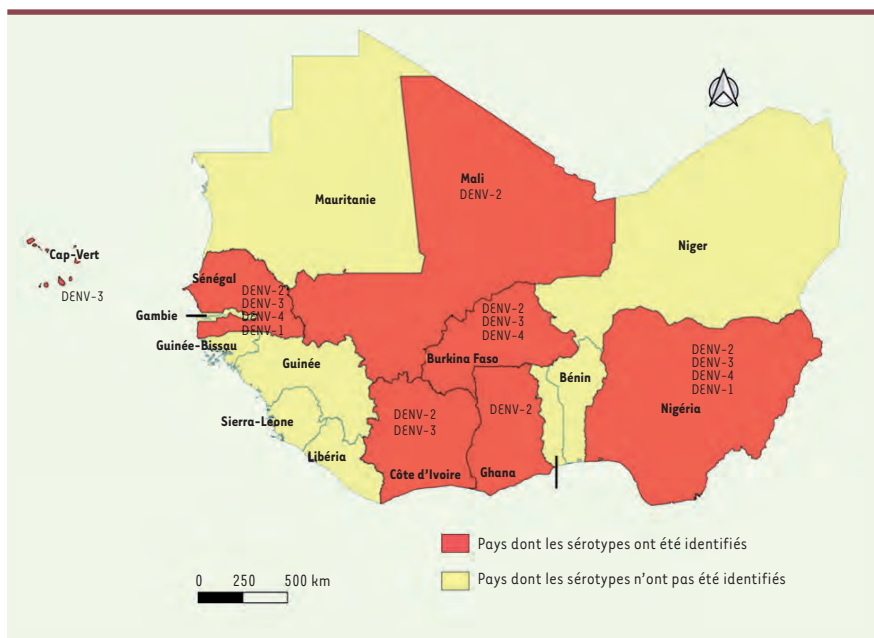 Mauritanie
Mali
DENV-2
Niger
Cap-Vert
DENV-3
Sénégal
DENV-2
DENV-3
DENV-4
DENV-1
Gambie
Guinée-Bissau
Guinée
Sierra-Leone
Libéria
DENV-2
DENV-3
DENV-4
Burkina Faso
DENV-2
DENV-3
Côte d'Ivoire
DENV-2
Ghana
Bénin
DENV-2
DENV-3
DENV-4
DENV-1
Nigéria
Pays dont les sérotypes ont été identifiés
Pays dont les sérotypes n'ont pas été identifiés
0 250 500 km